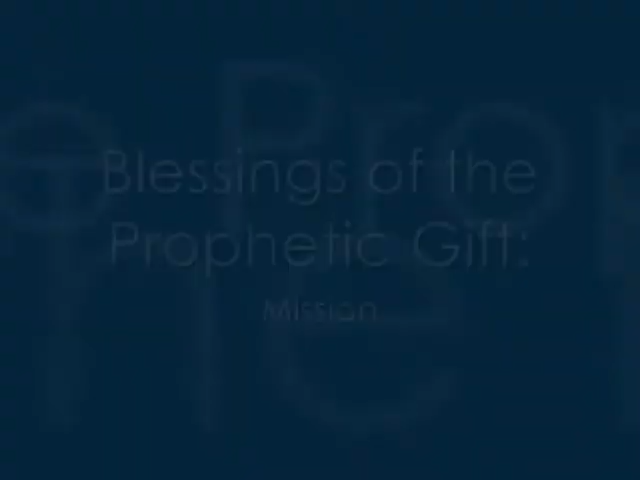 Blessings of the
Prophetic Gift:
Mission